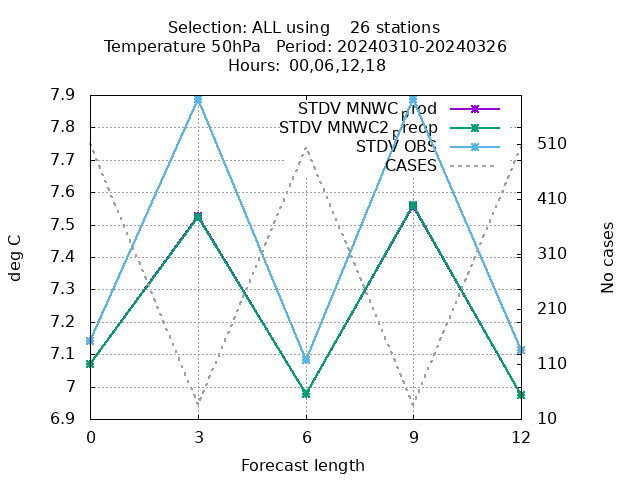 Selection: ALL using    26 stations
Temperature 50hPa   Period: 20240310-20240326
Hours: 00,06,12,18
STDV MNWC_prod
STDV MNWC2_preop
STDV OBS
CASES
7.9
7.8
7.7
7.6
7.5
7.4
7.3
7.2
7.1
7
6.9
deg C
510
410
310
210
110
10
No cases
0 3 6 9 12
Forecast length